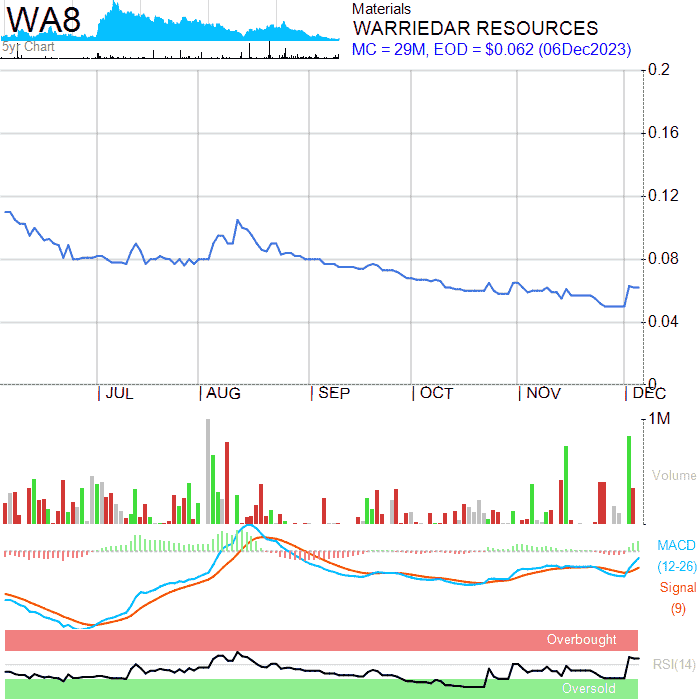 WA8
5yr Chart
Materials
WARRIEDAR RESOURCES
MC = 29M, EOD = $0.062 (06Dec2023)
0.2
0.16
0.12
0.08
0.04
0
JUL AUG SEP OCT NOV DEC
1M
Volume
MACD
(12-26)
Signal
(9)
Overbought
RSI(14)
Oversold